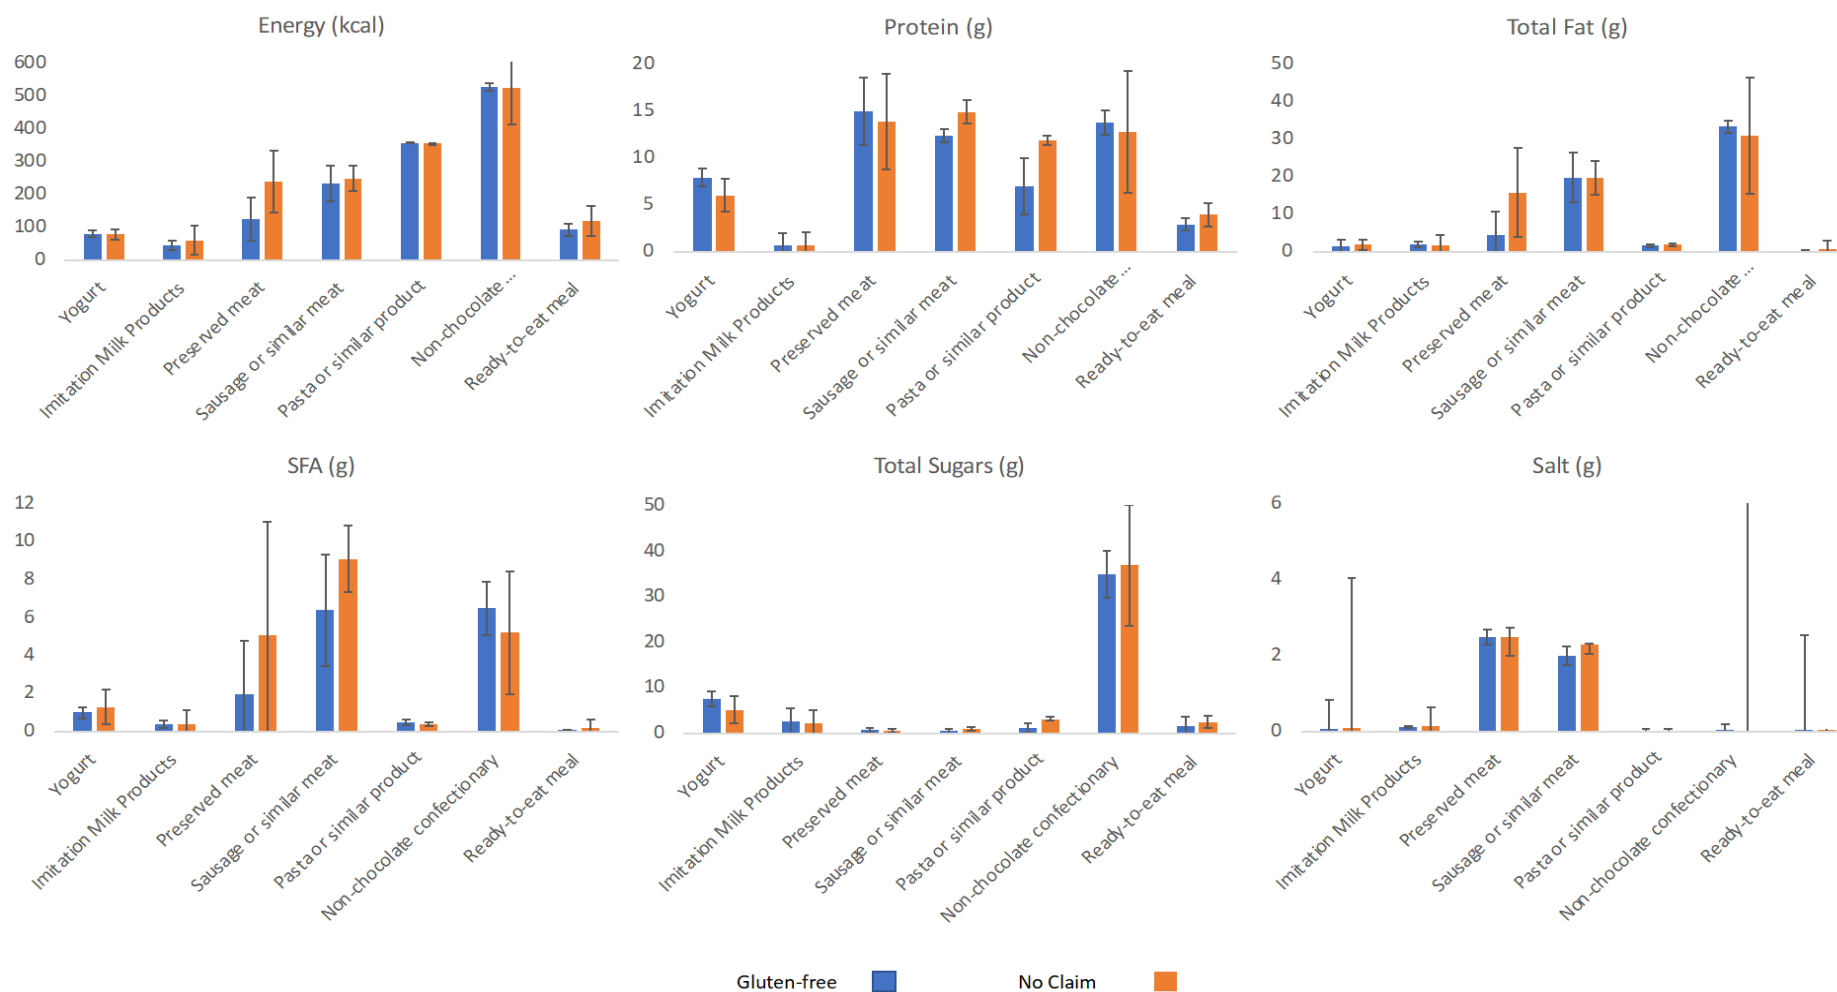 Energy (kcal)
600
500
400
300
200
100
0
Yogurt
Imitation Milk Products
Preserved meat
Sausage or similar meat
Pasta or similar product
Non-chocolate...
Ready-to-eat meal
Protein (g)
20
15
10
5
0
Yogurt
Imitation Milk Products
Preserved meat
Sausage or similar meat
Pasta or similar product
Non-chocolate...
Ready-to-eat meal
Total Fat (g)
50
40
30
20
10
0
Yogurt
Imitation Milk Products
Preserved meat
Sausage or similar meat
Pasta or similar product
Non-chocolate...
Ready-to-eat meal
SFA (g)
12
10
8
6
4
2
0
Yogurt
Imitation Milk Products
Preserved meat
Sausage or similar meat
Pasta or similar product
Non-chocolate confectionary
Ready-to-eat meal
Total Sugars (g)
50
40
30
20
10
0
Yogurt
Imitation Milk Products
Preserved meat
Sausage or similar meat
Pasta or similar product
Non-chocolate confectionary
Ready-to-eat meal
Salt (g)
6
4
2
0
Yogurt
Imitation Milk Products
Preserved meat
Sausage or similar meat
Pasta or similar product
Non-chocolate confectionary
Ready-to-eat meal
Gluten-free
No Claim